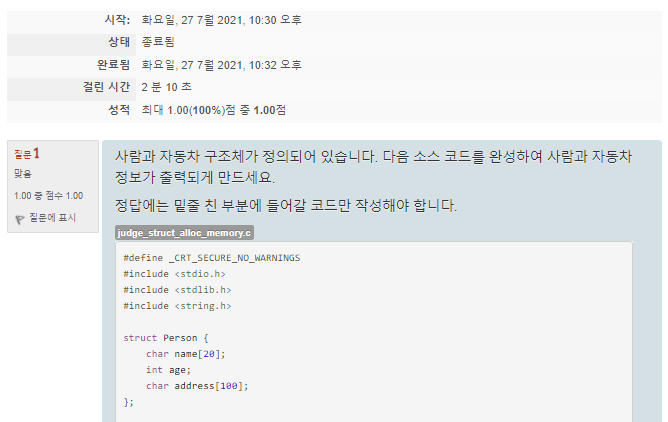 시작: 화요일, 27 7월 2021, 10:30 오후
상태 종료됨
완료됨 화요일, 27 7월 2021, 10:32 오후
걸린 시간 2 분 10 초
성적 최대 1.00(100%)점 중 1.00점
질문 1
맞음
1.00 중 점수 1.00
질문에 표시
사람과 자동차 구조체가 정의되어 있습니다. 다음 소스 코드를 완성하여 사람과 자동차
정보가 출력되게 만드세요.
정답에는 밑줄 친 부분에 들어갈 코드만 작성해야 합니다.
judge_struct_alloc_memory.c
#define _CRT_SECURE_NO_WARNINGS
#include <stdio.h>
#include <stdlib.h>
#include <string.h>
struct Person {
    char name[20];
    int age;
    char address[100];
};